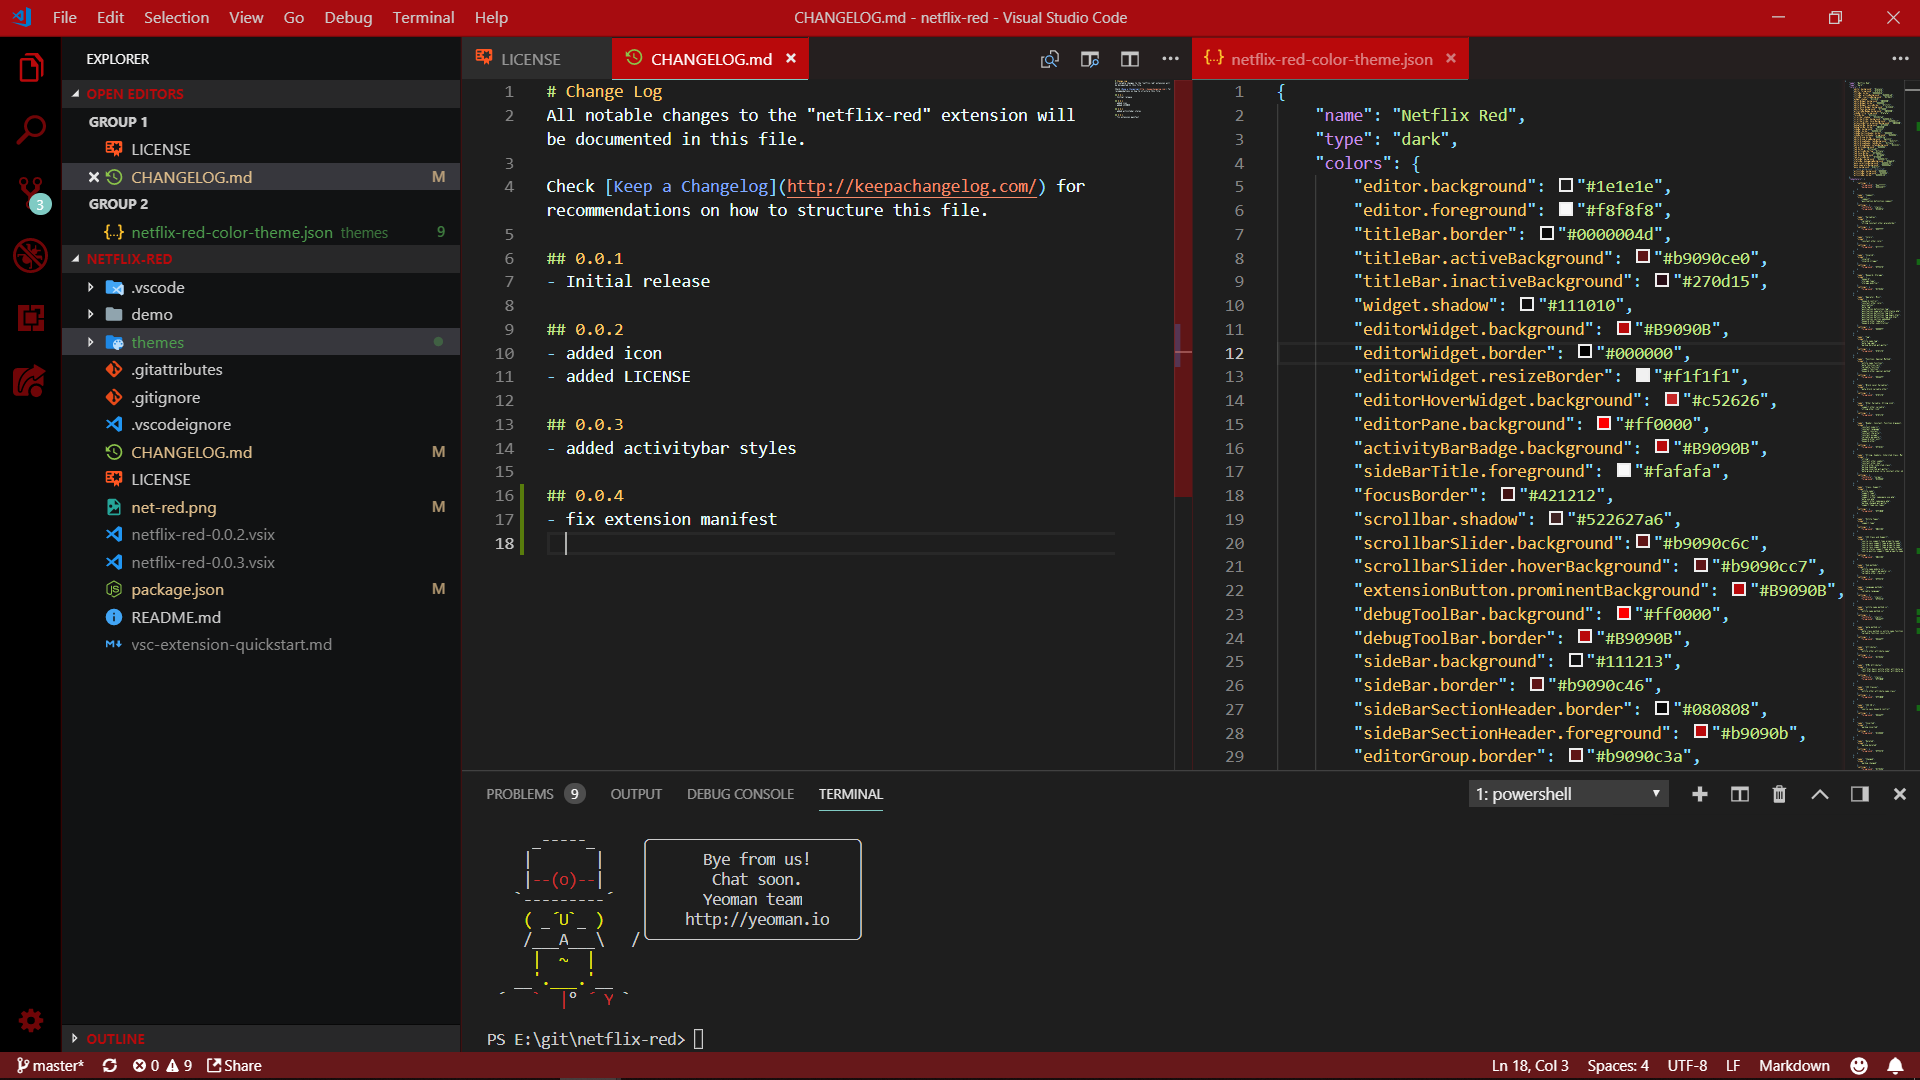 File Edit Selection View Go Debug Terminal Help
CHANGELOG.md - netflix-red - Visual Studio Code
EXPLORER
OPEN EDITORS
GROUP 1
LICENSE
CHANGELOG.md M
GROUP 2
netflix-red-color-theme.json themes 9
3
NETFLIX-RED
.vscode
demo
themes
.gitattributes
.gitignore
.vscodeignore
CHANGELOG.md M
LICENSE
net-red.png M
netflix-red-0.0.2.vsix
netflix-red-0.0.3.vsix
package.json M
README.md
vsc-extension-quickstart.md
OUTLINE
LICENSE
CHANGELOG.md
1 # Change Log
2 All notable changes to the "netflix-red" extension will
be documented in this file.
3
4 Check [Keep a Changelog](http://keepachangelog.com/) for
recommendations on how to structure this file.
5
6 ## 0.0.1
7 - Initial release
8
9 ## 0.0.2
10 - added icon
11 - added LICENSE
12
13 ## 0.0.3
14 - added activitybar styles
15
16 ## 0.0.4
17 - fix extension manifest
18
netflix-red-color-theme.json
1 {
2 "name": "Netflix Red",
3 "type": "dark",
4 "colors": {
5 "editor.background": "#1e1e1e",
6 "editor.foreground": "#f8f8f8",
7 "titleBar.border": "#0000004d",
8 "titleBar.activeBackground": "#b9090ce0",
9 "titleBar.inactiveBackground": "#270d15",
10 "widget.shadow": "#111010",
11 "editorWidget.background": "#B9090B",
12 "editorWidget.border": "#000000",
13 "editorWidget.resizeBorder": "#f1f1f1",
14 "editorHoverWidget.background": "#c52626",
15 "editorPane.background": "#ff0000",
16 "activityBarBadge.background": "#B9090B",
17 "sideBarTitle.foreground": "#fafafa",
18 "focusBorder": "#421212",
19 "scrollbar.shadow": "#522627a6",
20 "scrollbarSlider.background": "#b9090c6c",
21 "scrollbarSlider.hoverBackground": "#b9090cc7",
22 "extensionButton.prominentBackground": "#B9090B",
23 "debugToolBar.background": "#ff0000",
24 "debugToolBar.border": "#B9090B",
25 "sideBar.background": "#111213",
26 "sideBar.border": "#b9090c46",
27 "sideBarSectionHeader.border": "#080808",
28 "sideBarSectionHeader.foreground": "#b9090b",
29 "editorGroup.border": "#b9090c3a",
PROBLEMS 9 OUTPUT DEBUG CONSOLE TERMINAL
1: powershell
Bye from us!
Chat soon.
Yeoman team
http://yeoman.io
PS E:\git\netflix-red>
master* 0 9 Share
Ln 18, Col 3 Spaces: 4 UTF-8 LF Markdown